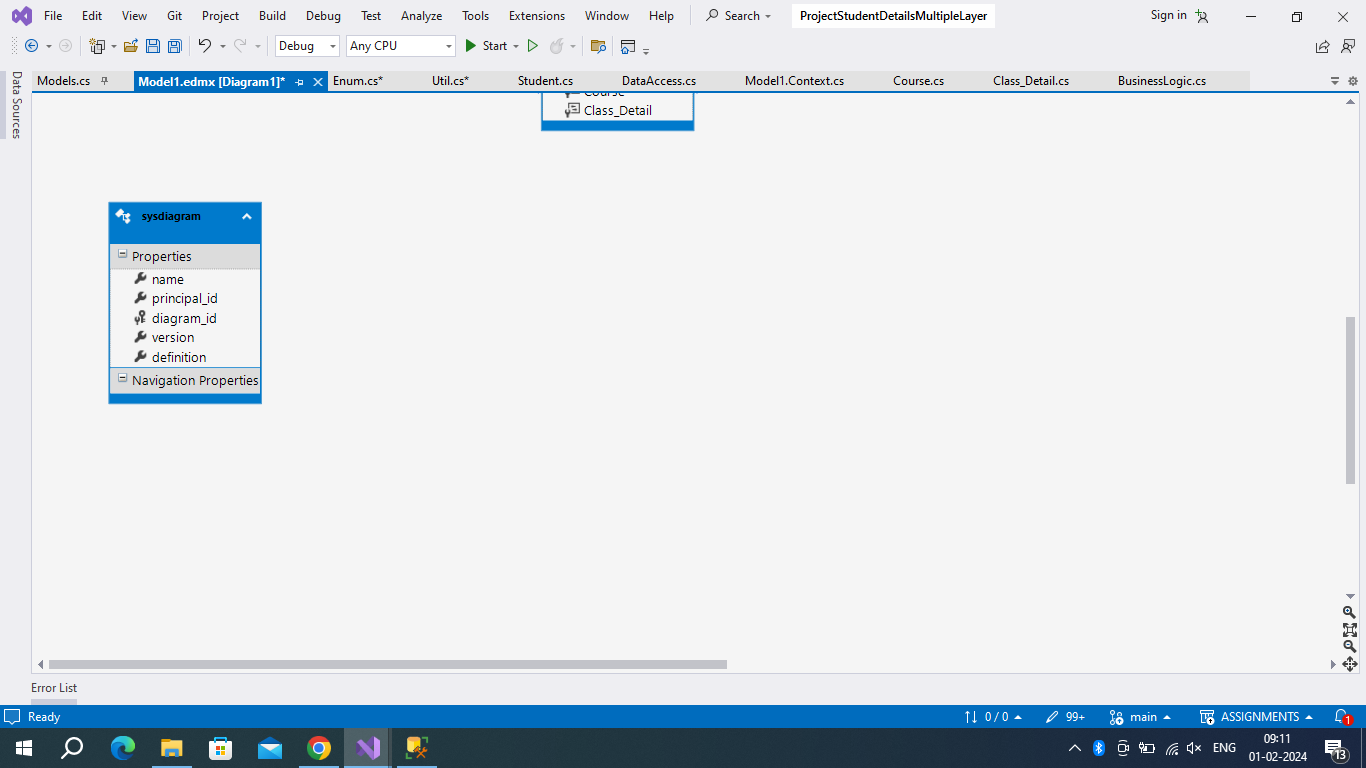 File Edit View Git Project Build Debug Test Analyze Tools Extensions Window Help Search ProjectStudentDetailsMultipleLayer Sign in
Debug Any CPU Start
Data Sources
Models.cs Model1.edmx [Diagram1]* Enum.cs* Util.cs* Student.cs DataAccess.cs Model1.Context.cs Course.cs Class_Detail.cs BusinessLogic.cs
Course
Class_Detail
sysdiagram
Properties
name
principal_id
diagram_id
version
definition
Navigation Properties
Error List
Ready 0 / 0 99+ main ASSIGNMENTS 1
ENG 09:11
01-02-2024 13